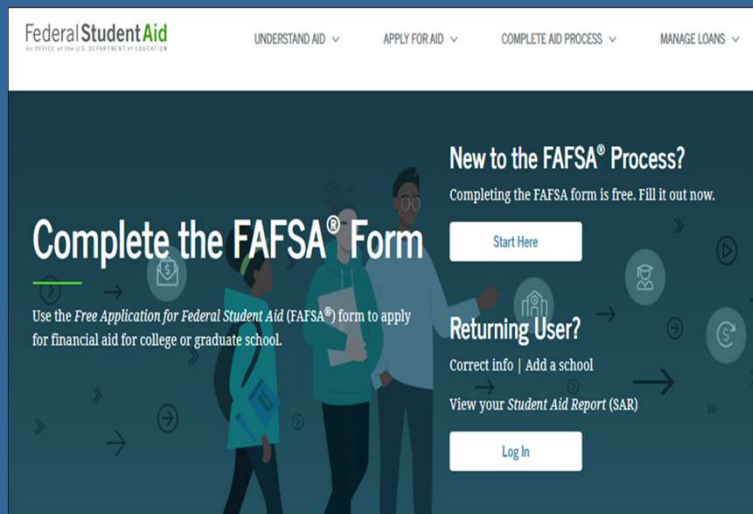 Federal Student Aid
An OFFICE of the U.S. DEPARTMENT of EDUCATION
UNDERSTAND AID
APPLY FOR AID
COMPLETE AID PROCESS
MANAGE LOANS
Complete the FAFSA® Form
Use the Free Application for Federal Student Aid (FAFSA®) form to apply
for financial aid for college or graduate school.
New to the FAFSA® Process?
Completing the FAFSA form is free. Fill it out now.
Start Here
Returning User?
Correct info | Add a school
View your Student Aid Report (SAR)
Log In